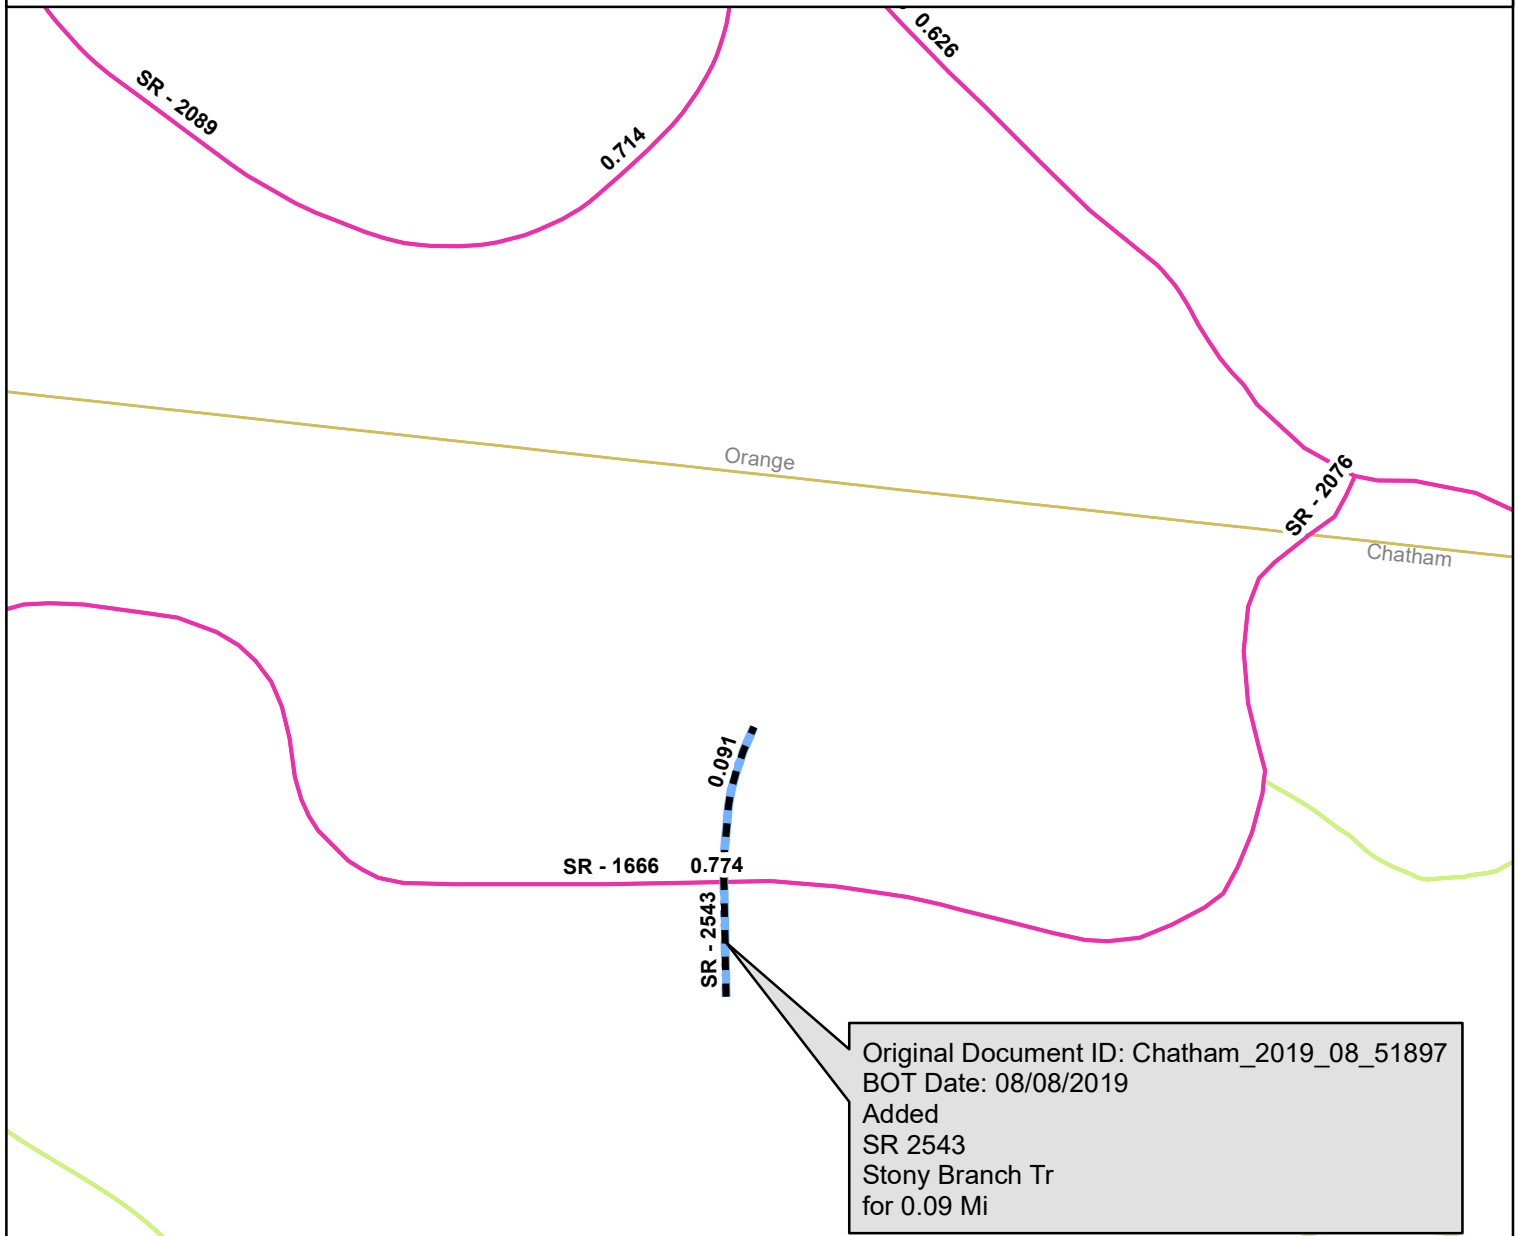 0.626
SR - 2089
0.714
Orange
SR - 2076
Chatham
0.091
SR - 1666
0.774
SR - 2543
Original Document ID: Chatham_2019_08_51897
BOT Date: 08/08/2019
Added
SR 2543
Stony Branch Tr
for 0.09 Mi